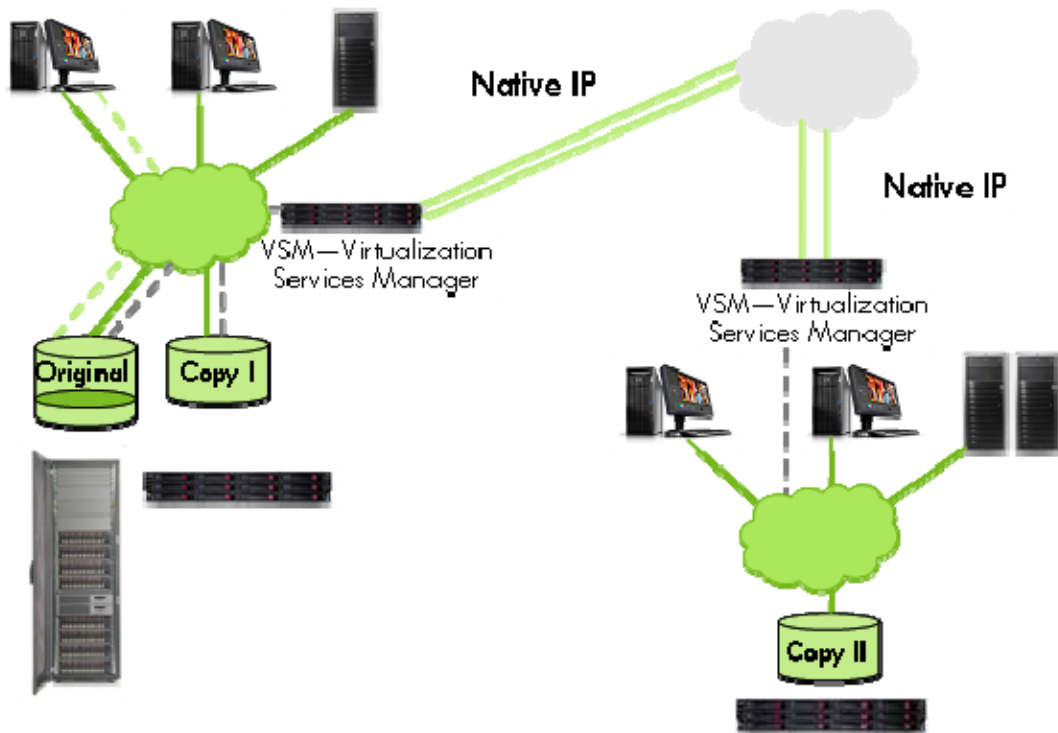 Native IP
Native IP
VSM—Virtualization
Services Manager
VSM—Virtualization
Services Manager
Original
Copy I
Copy II